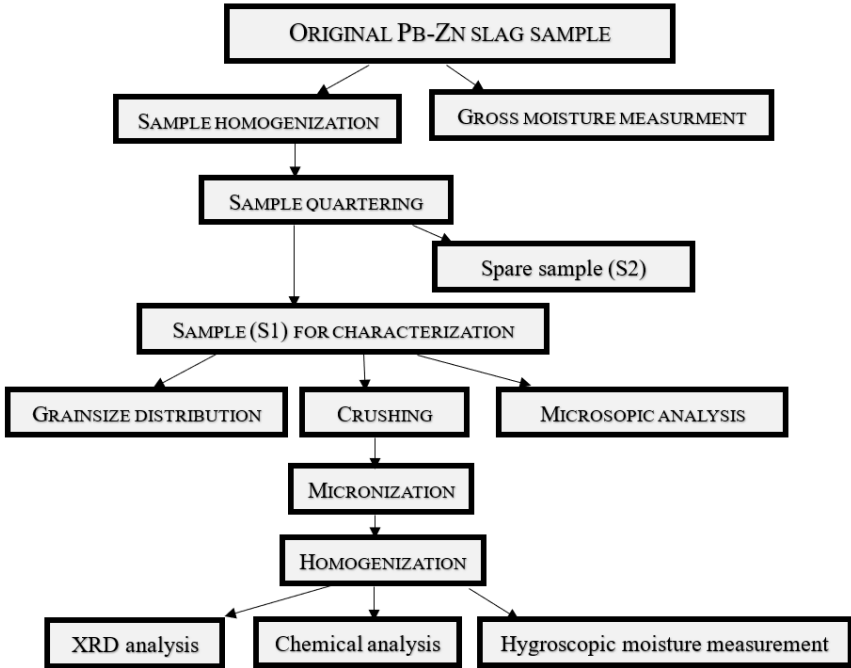 ORIGINAL PB-ZN SLAG SAMPLE
SAMPLE HOMOGENIZATION
GROSS MOISTURE MEASURMENT
SAMPLE QUARTERING
Spare sample (S2)
SAMPLE (S1) FOR CHARACTERIZATION
GRAINSIZE DISTRIBUTION
CRUSHING
MICROSOPIC ANALYSIS
MICRONIZATION
HOMOGENIZATION
XRD analysis
Chemical analysis
Hygroscopic moisture measurement